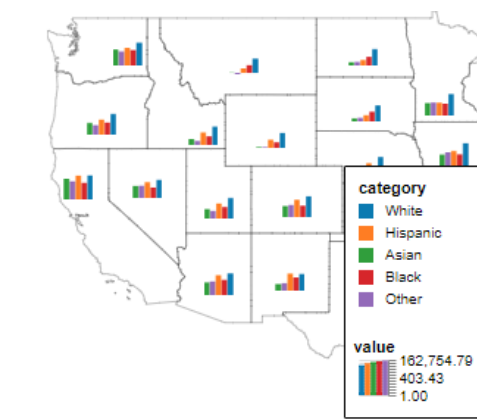 category
White
Hispanic
Asian
Black
Other
value
162,754.79
403.43
1.00